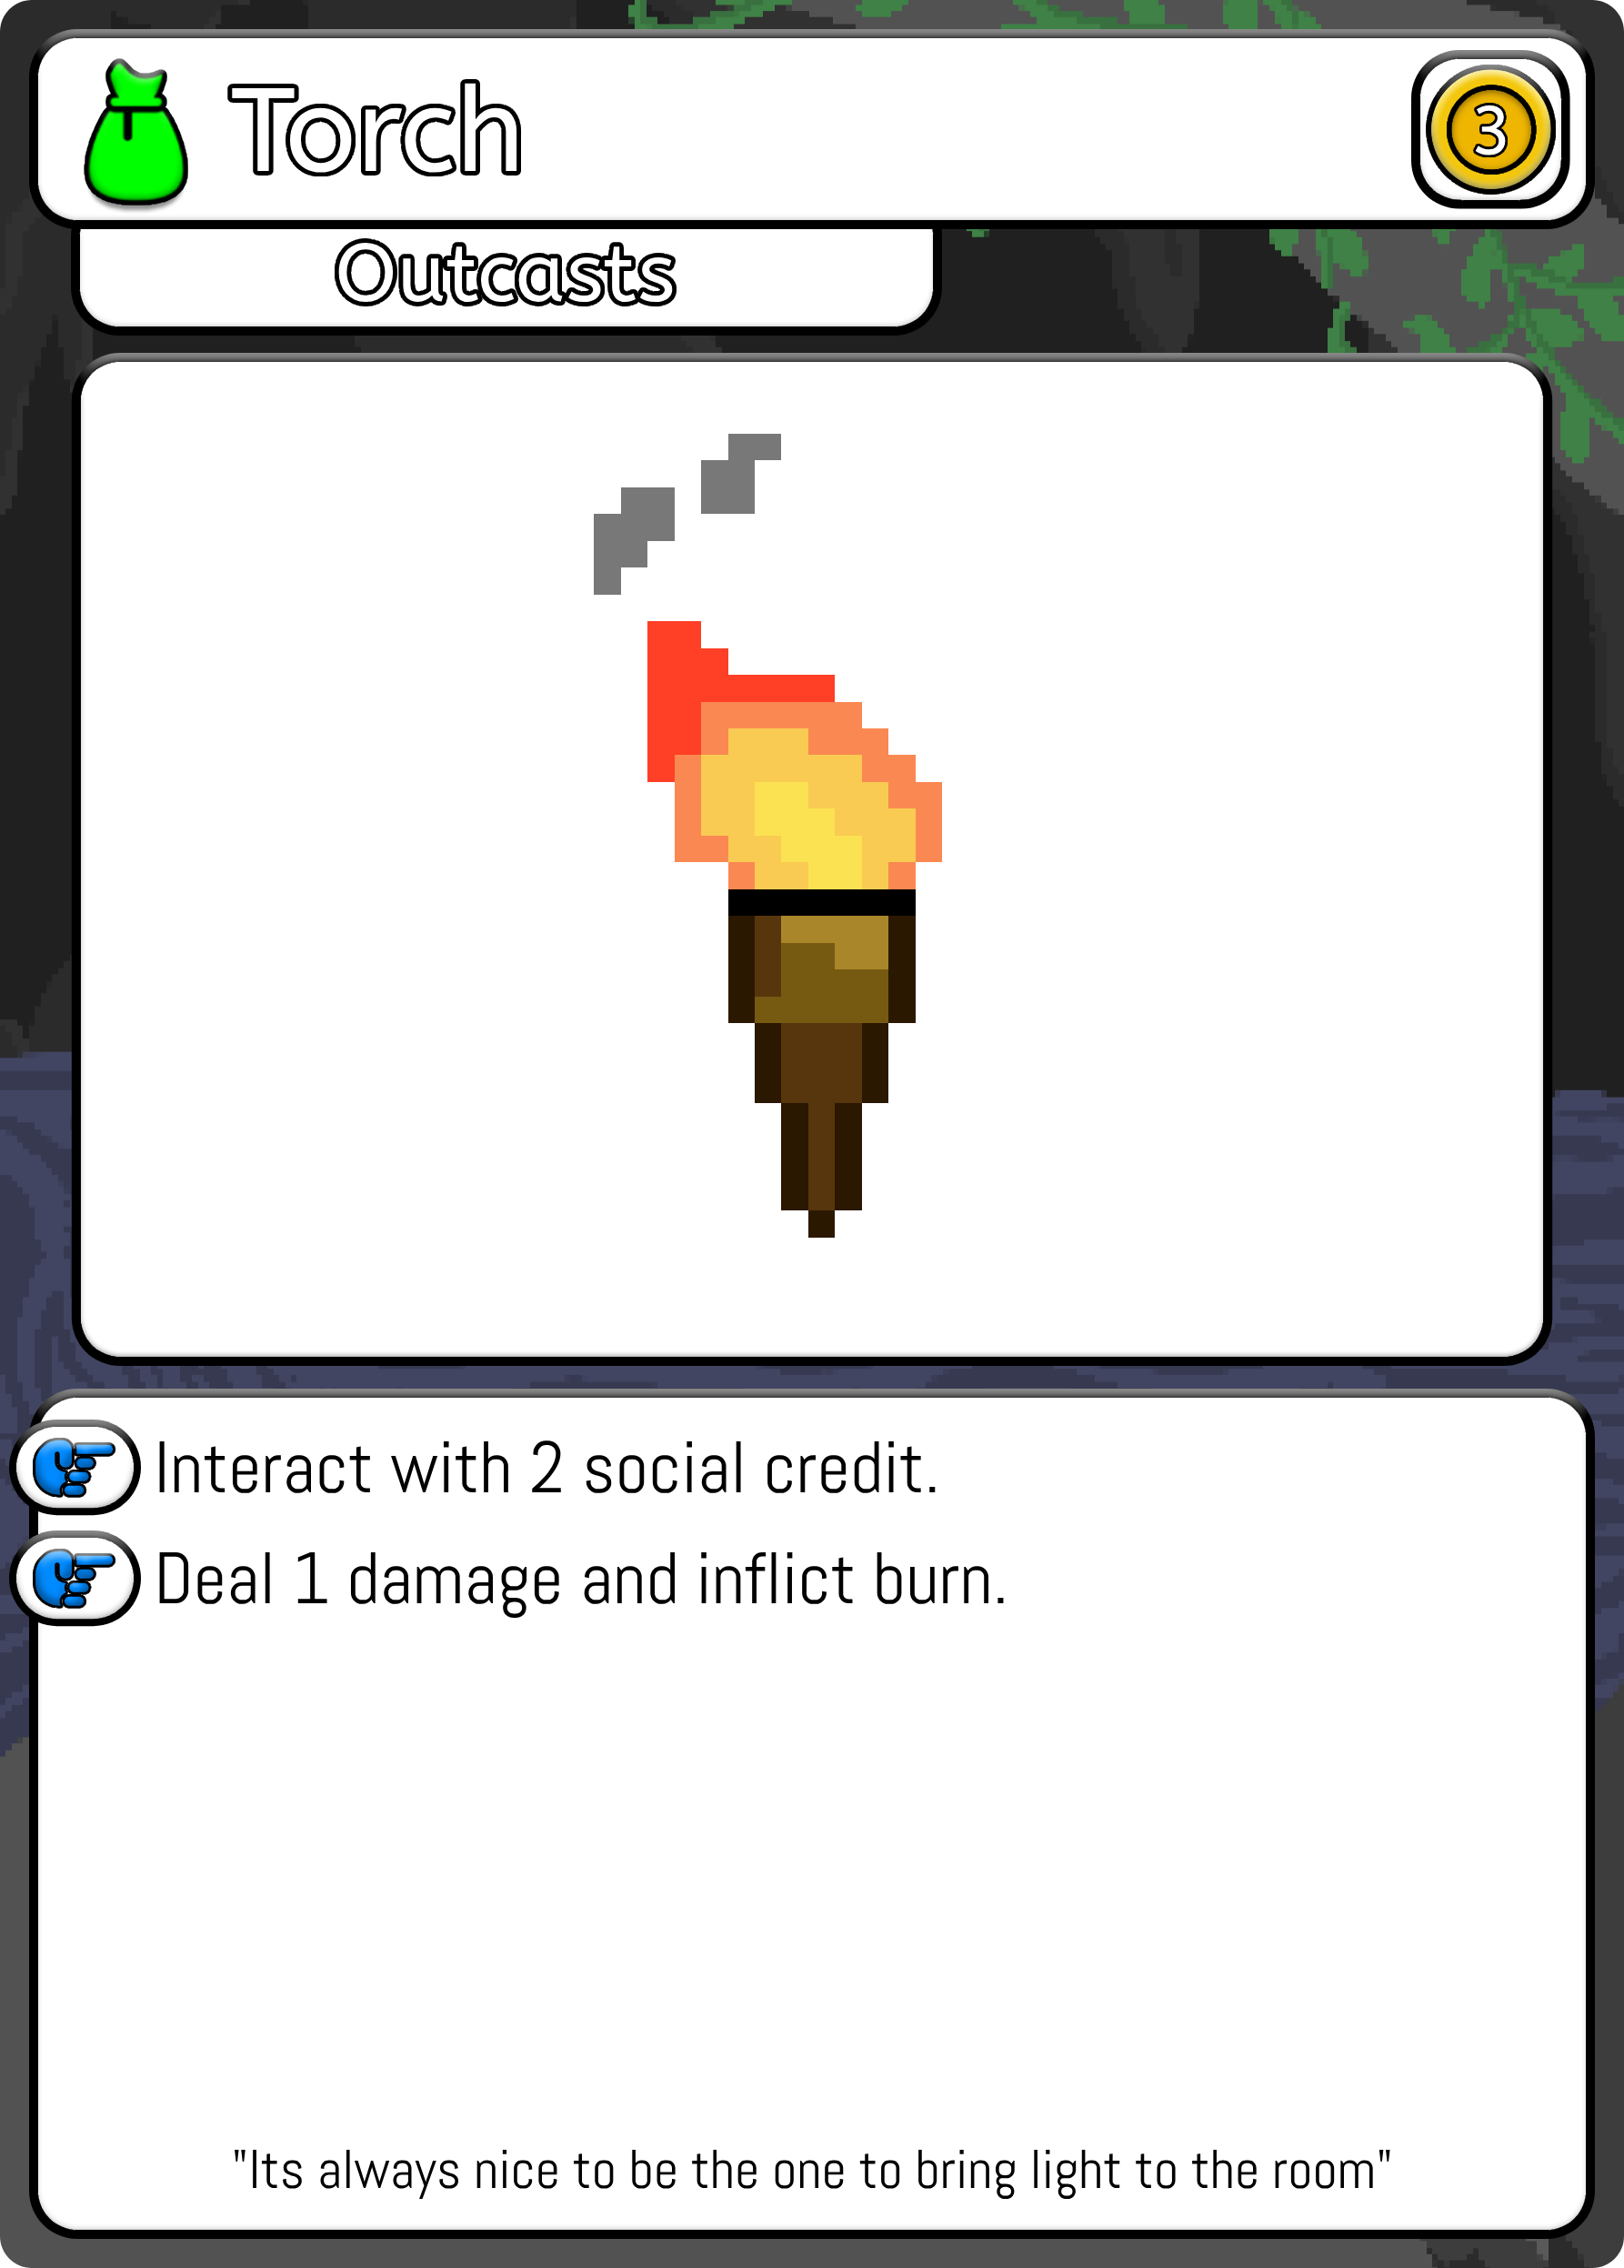 Torch
3
Outcasts
Interact with 2 social credit.
Deal 1 damage and inflict burn.
"Its always nice to be the one to bring light to the room"